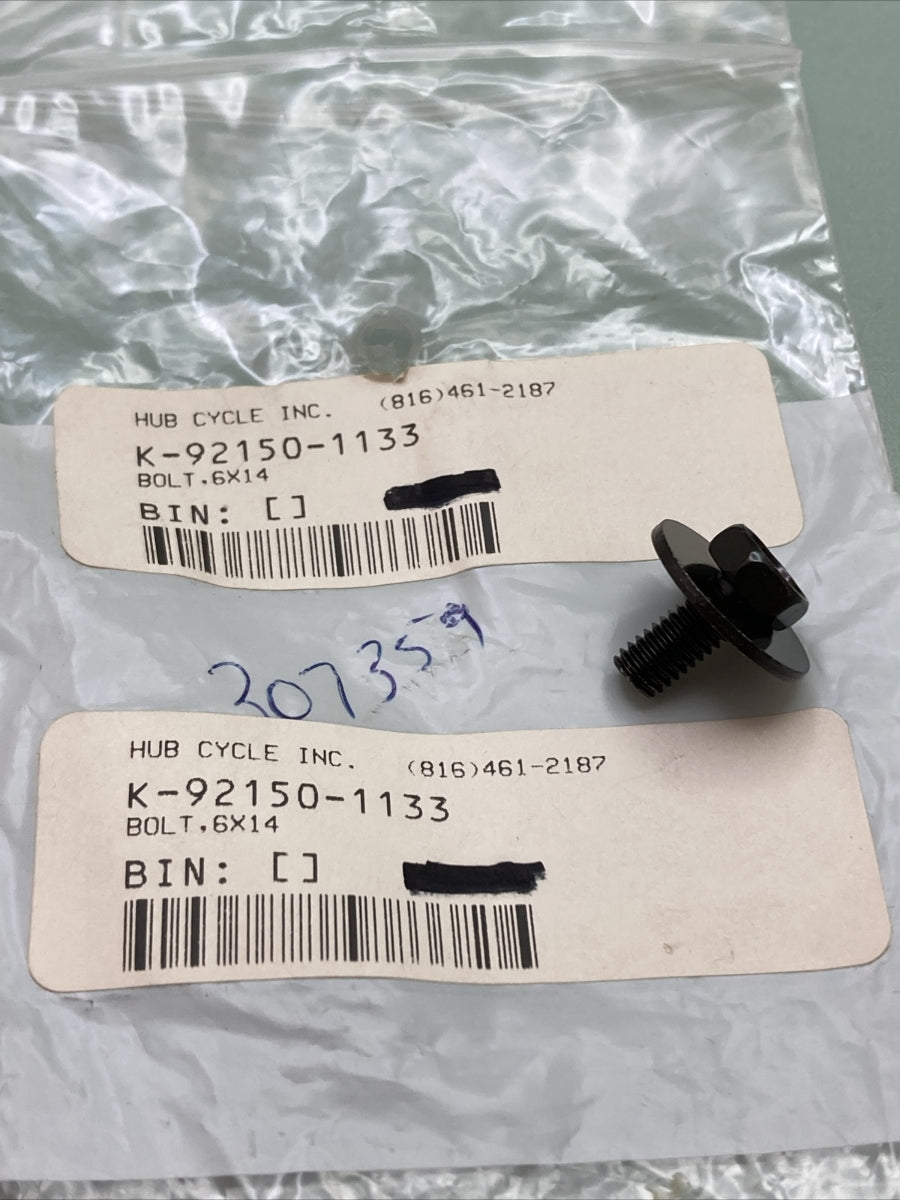 HUB CYCLE INC. (816)461-2187
K-92150-1133
BOLT,6X14
BIN: []
307359
HUB CYCLE INC. (816)461-2187
K-92150-1133
BOLT,6X14
BIN: []